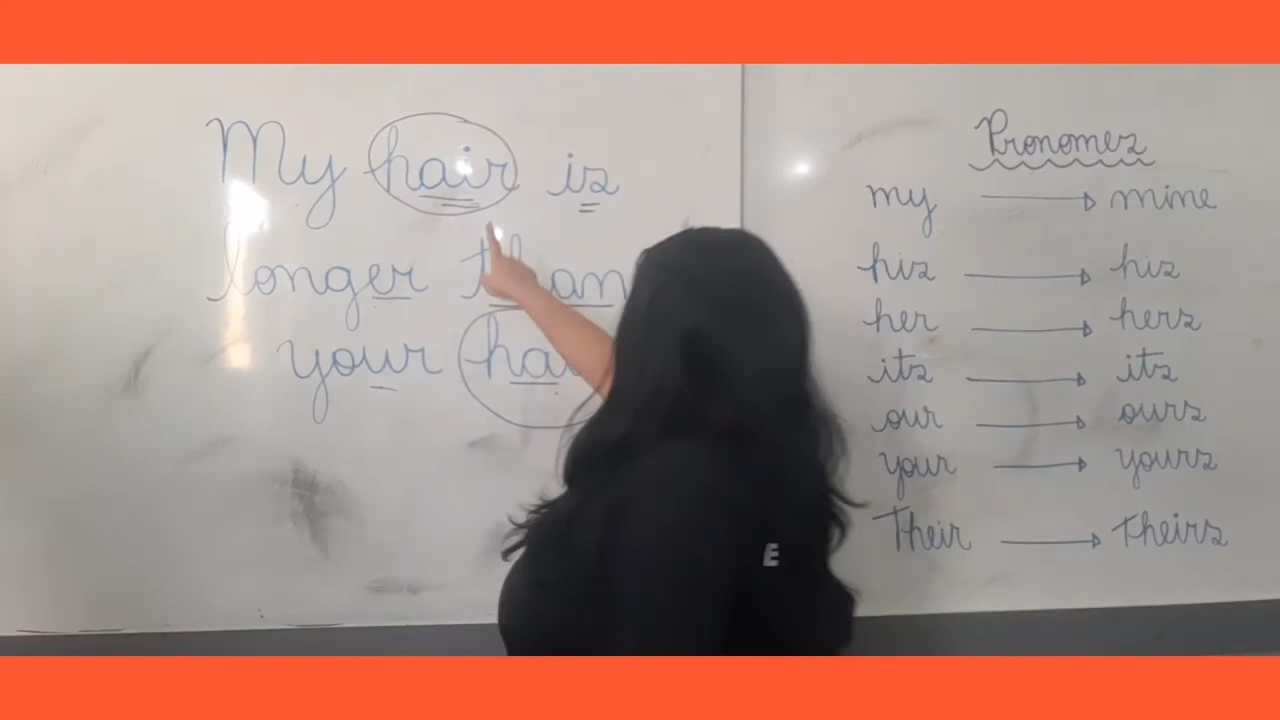 My hair is
longer than
your
Pronomes
my → mine
his → his
her → hers
its → its
our → ours
your → yours
Their → Theirs
E